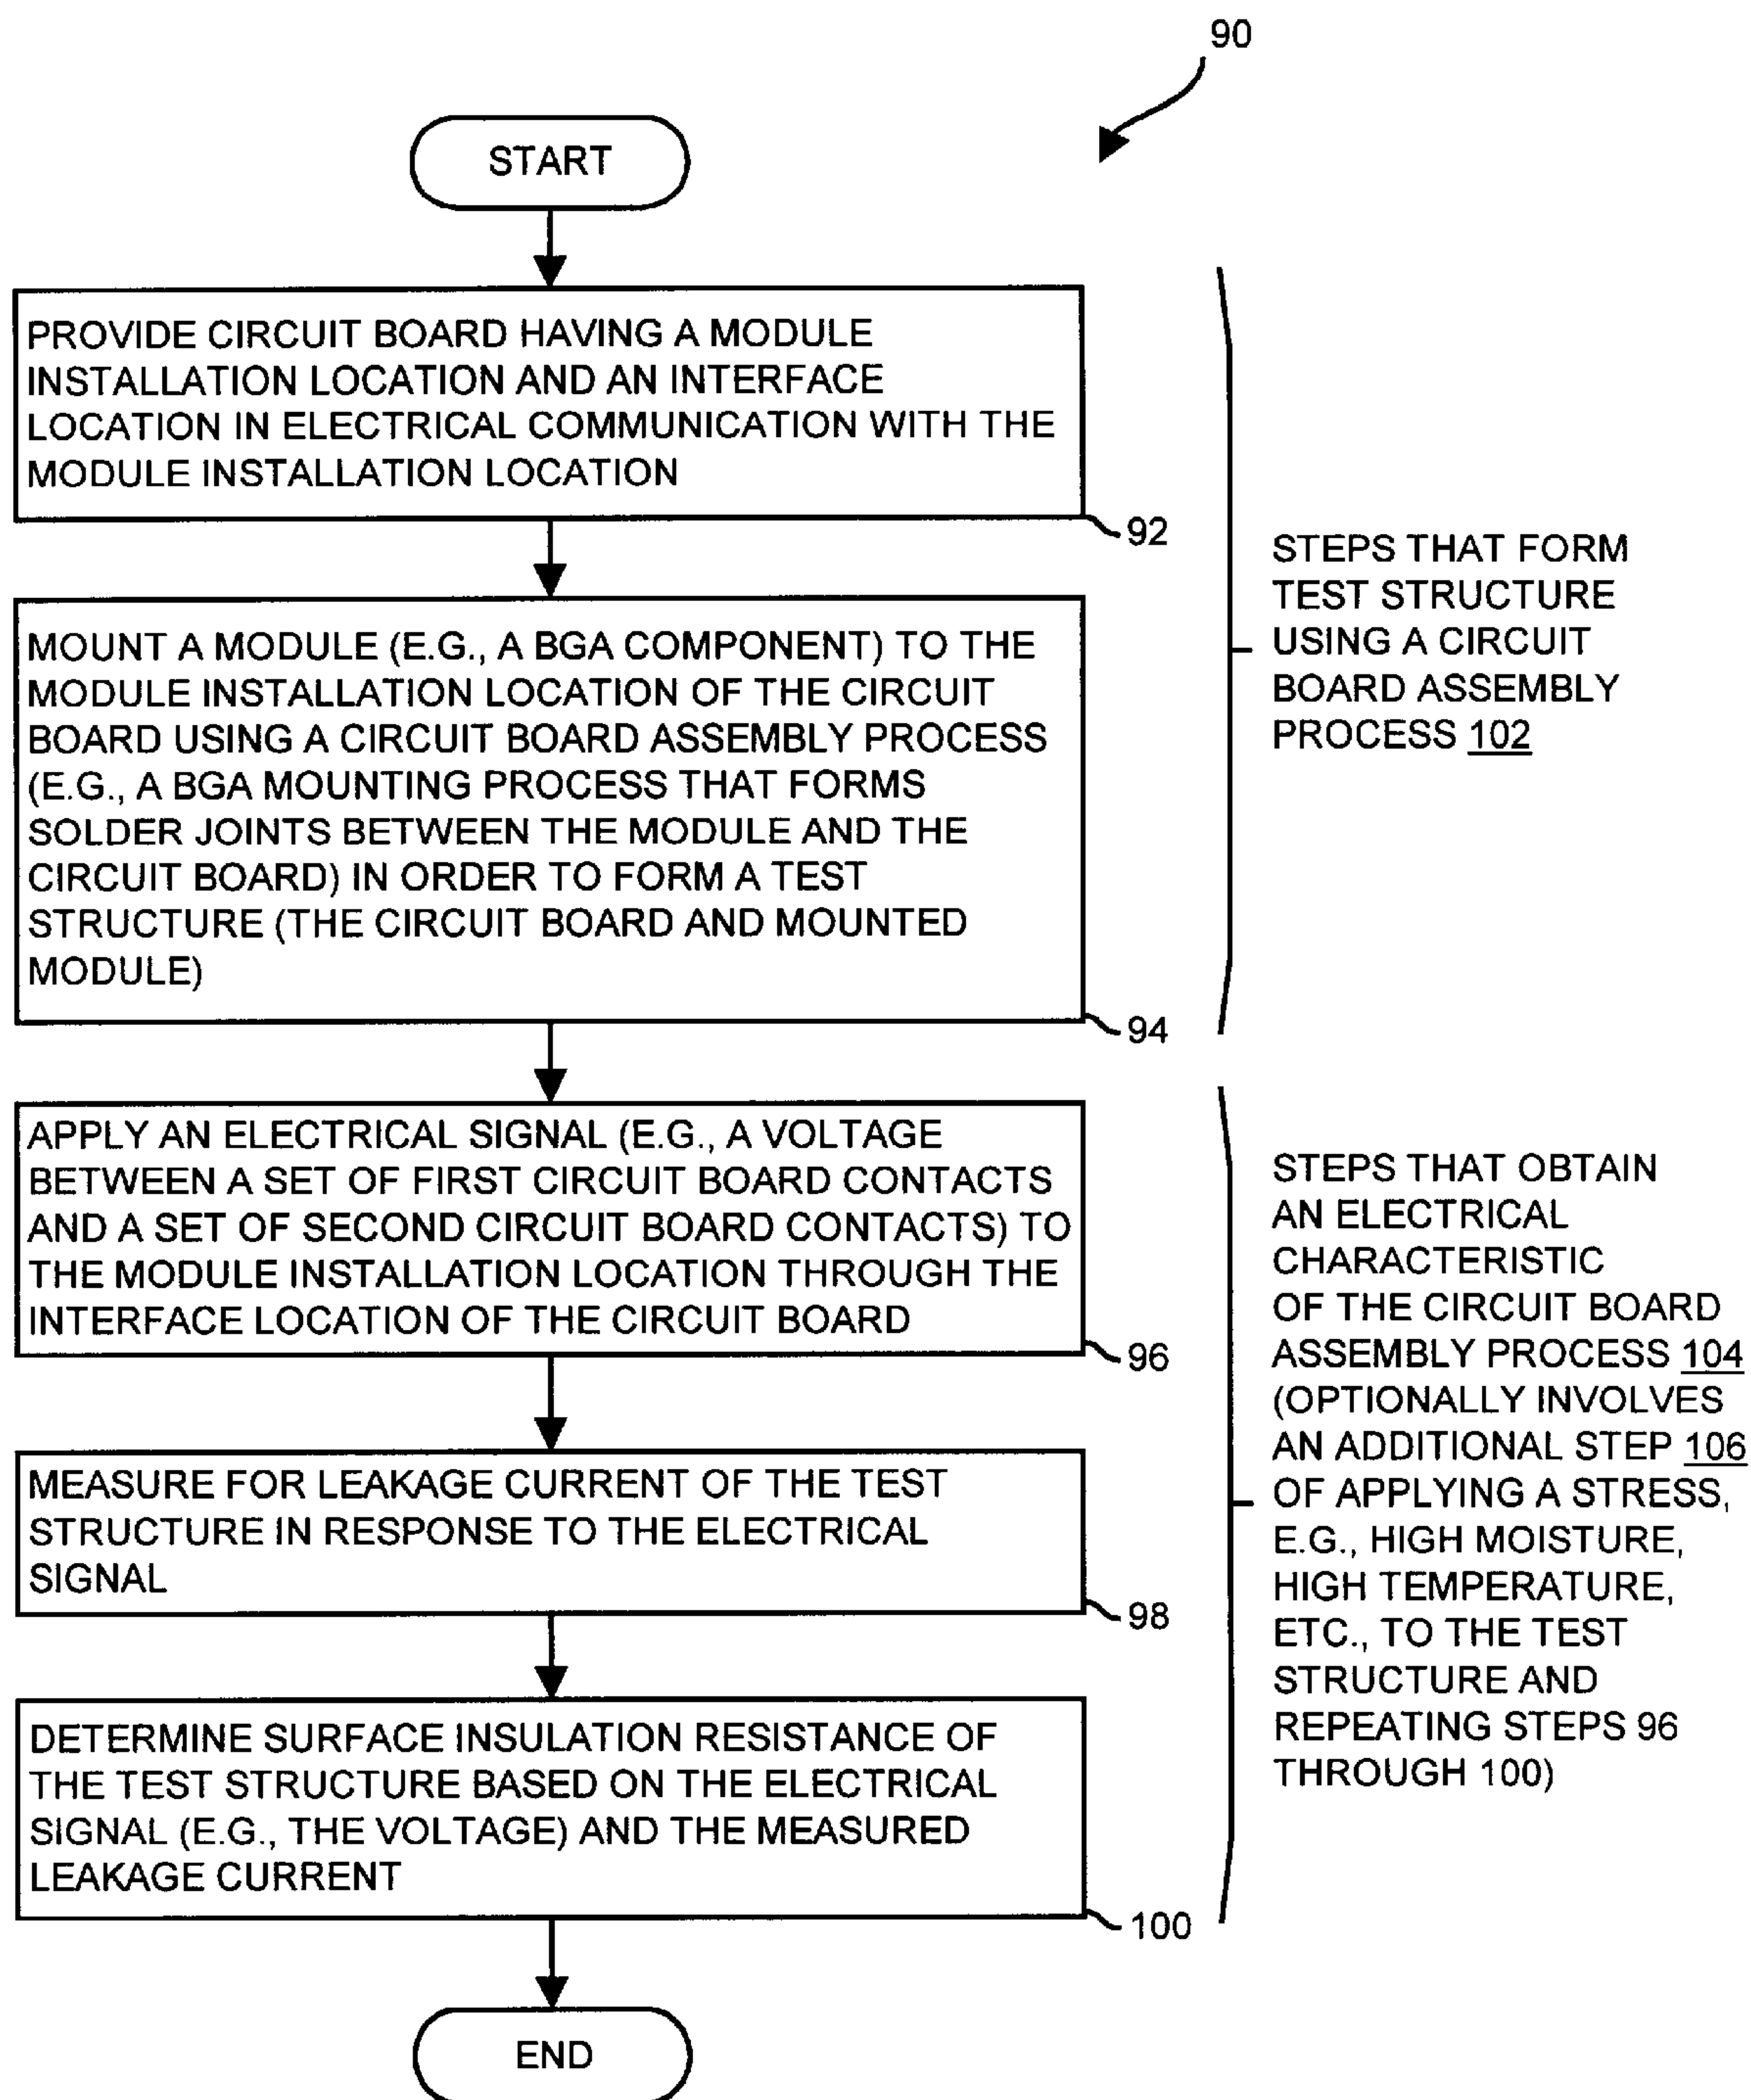 90
START
PROVIDE CIRCUIT BOARD HAVING A MODULE
INSTALLATION LOCATION AND AN INTERFACE
LOCATION IN ELECTRICAL COMMUNICATION WITH THE
MODULE INSTALLATION LOCATION
92
MOUNT A MODULE (E.G., A BGA COMPONENT) TO THE
MODULE INSTALLATION LOCATION OF THE CIRCUIT
BOARD USING A CIRCUIT BOARD ASSEMBLY PROCESS
(E.G., A BGA MOUNTING PROCESS THAT FORMS
SOLDER JOINTS BETWEEN THE MODULE AND THE
CIRCUIT BOARD) IN ORDER TO FORM A TEST
STRUCTURE (THE CIRCUIT BOARD AND MOUNTED
MODULE)
94
STEPS THAT FORM
TEST STRUCTURE
USING A CIRCUIT
BOARD ASSEMBLY
PROCESS 102
APPLY AN ELECTRICAL SIGNAL (E.G., A VOLTAGE
BETWEEN A SET OF FIRST CIRCUIT BOARD CONTACTS
AND A SET OF SECOND CIRCUIT BOARD CONTACTS) TO
THE MODULE INSTALLATION LOCATION THROUGH THE
INTERFACE LOCATION OF THE CIRCUIT BOARD
96
MEASURE FOR LEAKAGE CURRENT OF THE TEST
STRUCTURE IN RESPONSE TO THE ELECTRICAL
SIGNAL
98
DETERMINE SURFACE INSULATION RESISTANCE OF
THE TEST STRUCTURE BASED ON THE ELECTRICAL
SIGNAL (E.G., THE VOLTAGE) AND THE MEASURED
LEAKAGE CURRENT
100
STEPS THAT OBTAIN
AN ELECTRICAL
CHARACTERISTIC
OF THE CIRCUIT BOARD
ASSEMBLY PROCESS 104
(OPTIONALLY INVOLVES
AN ADDITIONAL STEP 106
OF APPLYING A STRESS,
E.G., HIGH MOISTURE,
HIGH TEMPERATURE,
ETC., TO THE TEST
STRUCTURE AND
REPEATING STEPS 96
THROUGH 100)
END